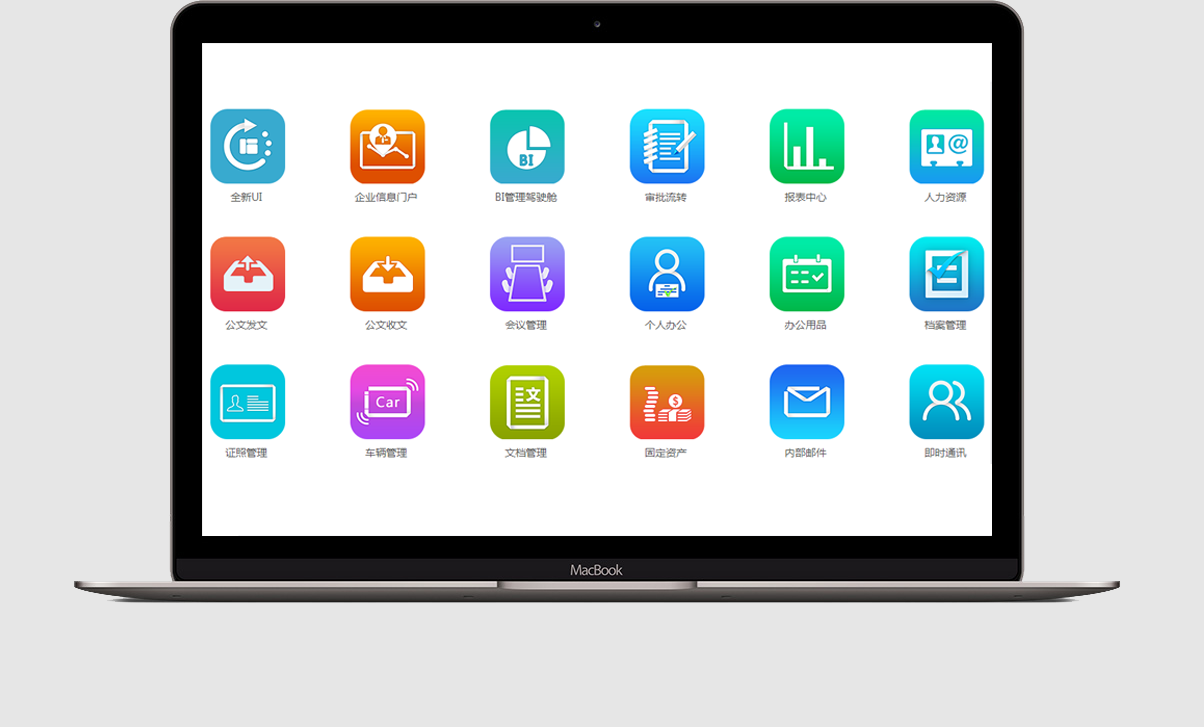 BI
@
全新UI
企业信息门户
BI管理驾驶舱
审批流转
报表中心
人力资源
公文发文
公文收文
会议管理
个人办公
办公用品
档案管理
Car
文
$
证照管理
车辆管理
文档管理
固定资产
内部邮件
即时通讯
MacBook